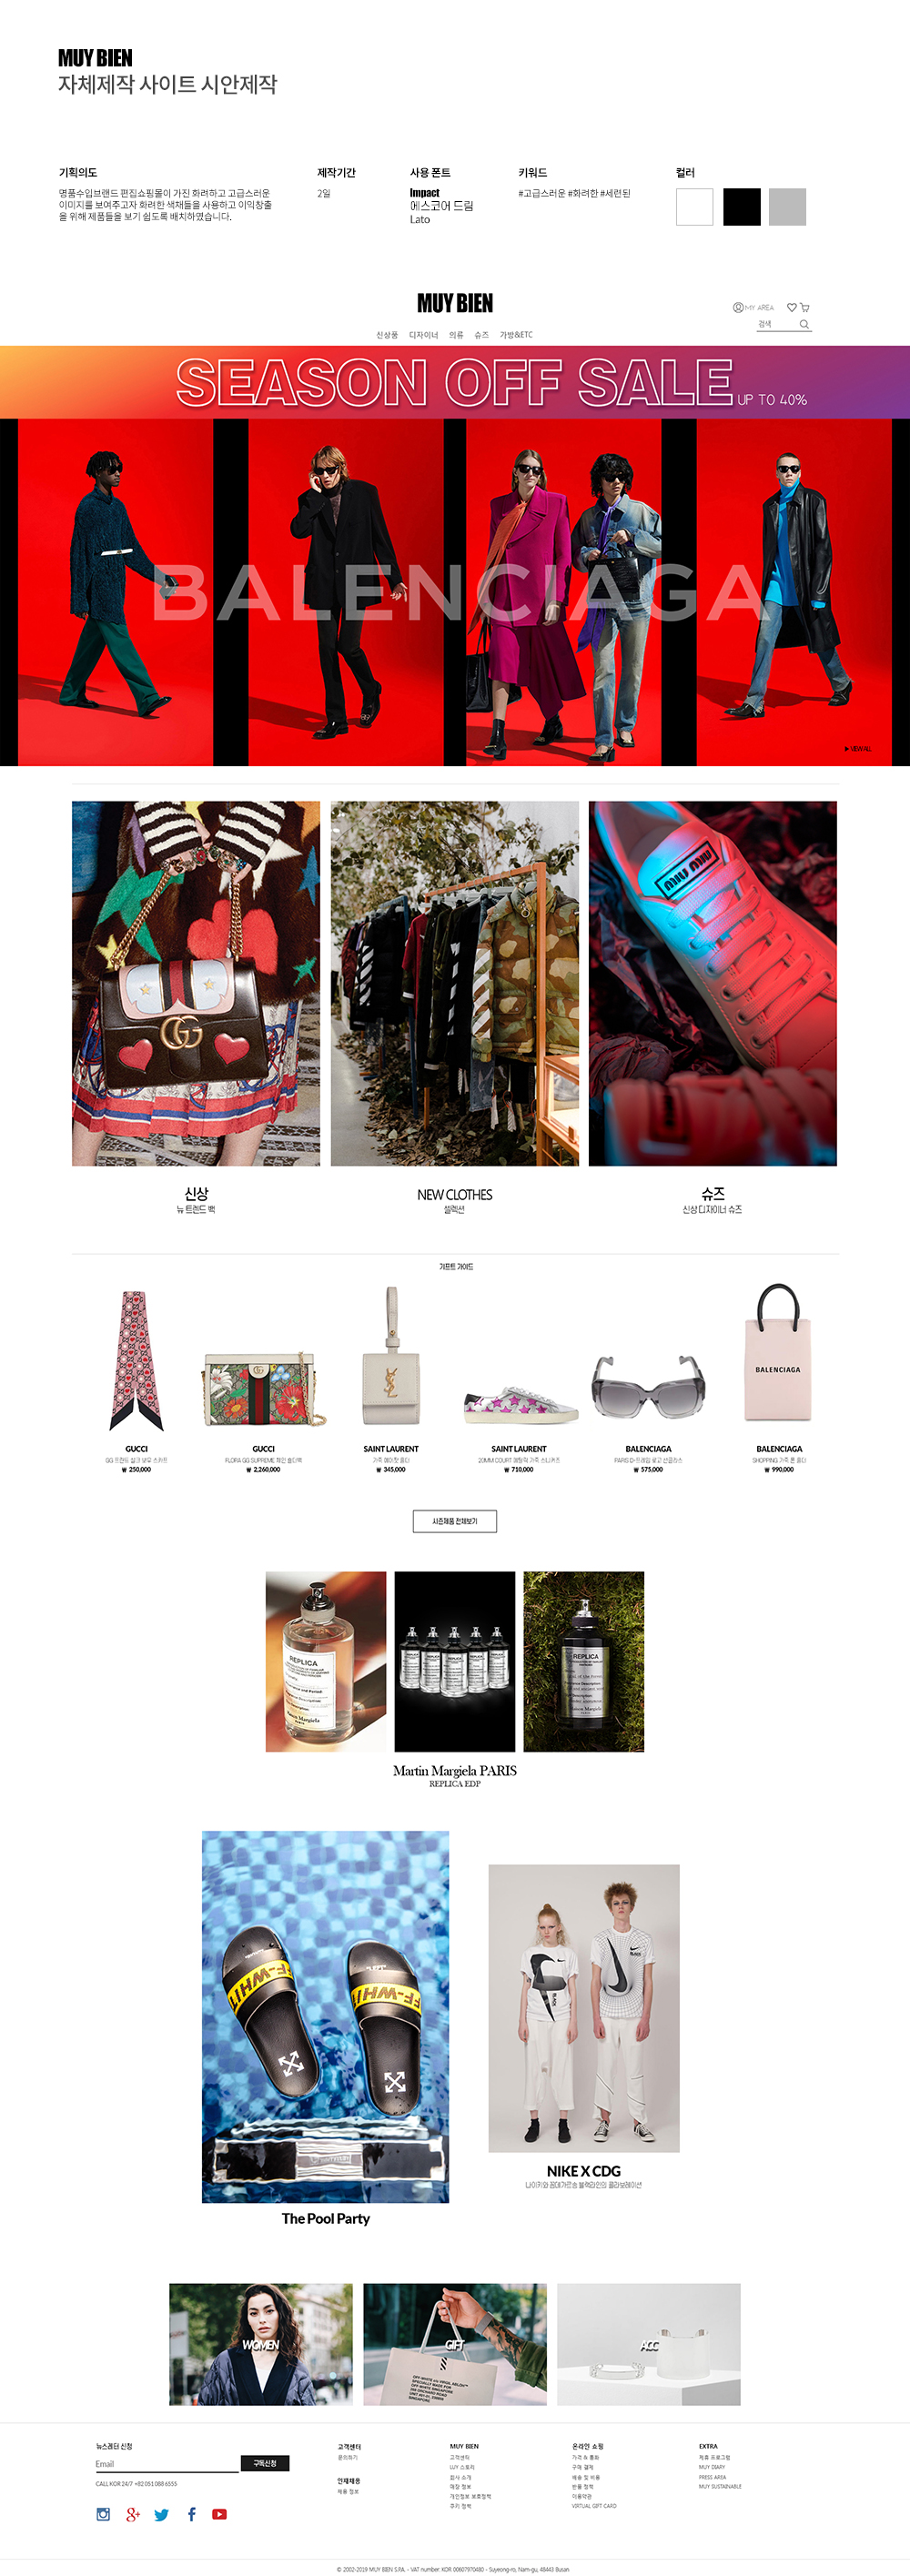 MUY BIEN
자체제작 사이트 시안제작
기획의도
명품수입브랜드 편집쇼핑몰이 가진 화려하고 고급스러운
이미지를 보여주고자 화려한 색채들을 사용하고 이익창출
을 위해 제품들을 보기 쉽도록 배치하였습니다.
제작기간
2일
사용 폰트
Impact
에스코어 드림
Lato
키워드
#고급스러운 #화려한 #세련된
컬러
MUY BIEN
MY AREA
검색
신상품 디자이너 의류 슈즈 가방&ETC
SEASON OFF SALE UP TO 40%
BALENCIAGA
VIEW ALL
MIU MIU
신상
뉴 트렌드 백
NEW CLOTHES
셀렉션
슈즈
신상 디자이너 슈즈
기프트 가이드
BALENCIAGA
GUCCI
GG 프린트 실크 넥 보우 스카프
₩ 250,000
GUCCI
FLORA GG SUPREME 체인 숄더백
₩ 2,260,000
SAINT LAURENT
가죽 에어팟 홀더
₩ 345,000
SAINT LAURENT
20MM COURT 메탈릭 가죽 스니커즈
₩ 710,000
BALENCIAGA
PARIS D-프레임 로고 선글라스
₩ 575,000
BALENCIAGA
SHOPPING 가죽 폰 홀더
₩ 990,000
시즌제품 전체보기
REPLICA
REPLICA
Martin Margiela PARIS
REPLICA EDP
The Pool Party
NIKE X CDG
나이키와 꼼데가르송 블랙라인의 콜라보레이션
WOMEN
GIFT
ACC
뉴스레터 신청
Email
구독신청
CALL KOR 24/7 +82 051 088 6555
고객센터
문의하기
인재채용
채용 정보
MUY BIEN
고객센터
UJY 스토리
회사 소개
매장 정보
개인정보 보호정책
쿠키 정책
온라인 쇼핑
가격 & 통화
구매 결제
배송 및 비용
반품 정책
이용약관
VIRTUAL GIFT CARD
EXTRA
제휴 프로그램
MUY DIARY
PRESS AREA
MUY SUSTAINABLE
© 2002-2019 MUY BIEN S.P.A. - VAT number: KOR 00607970480 - Suyeong-ro, Nam-gu, 48443 Busan